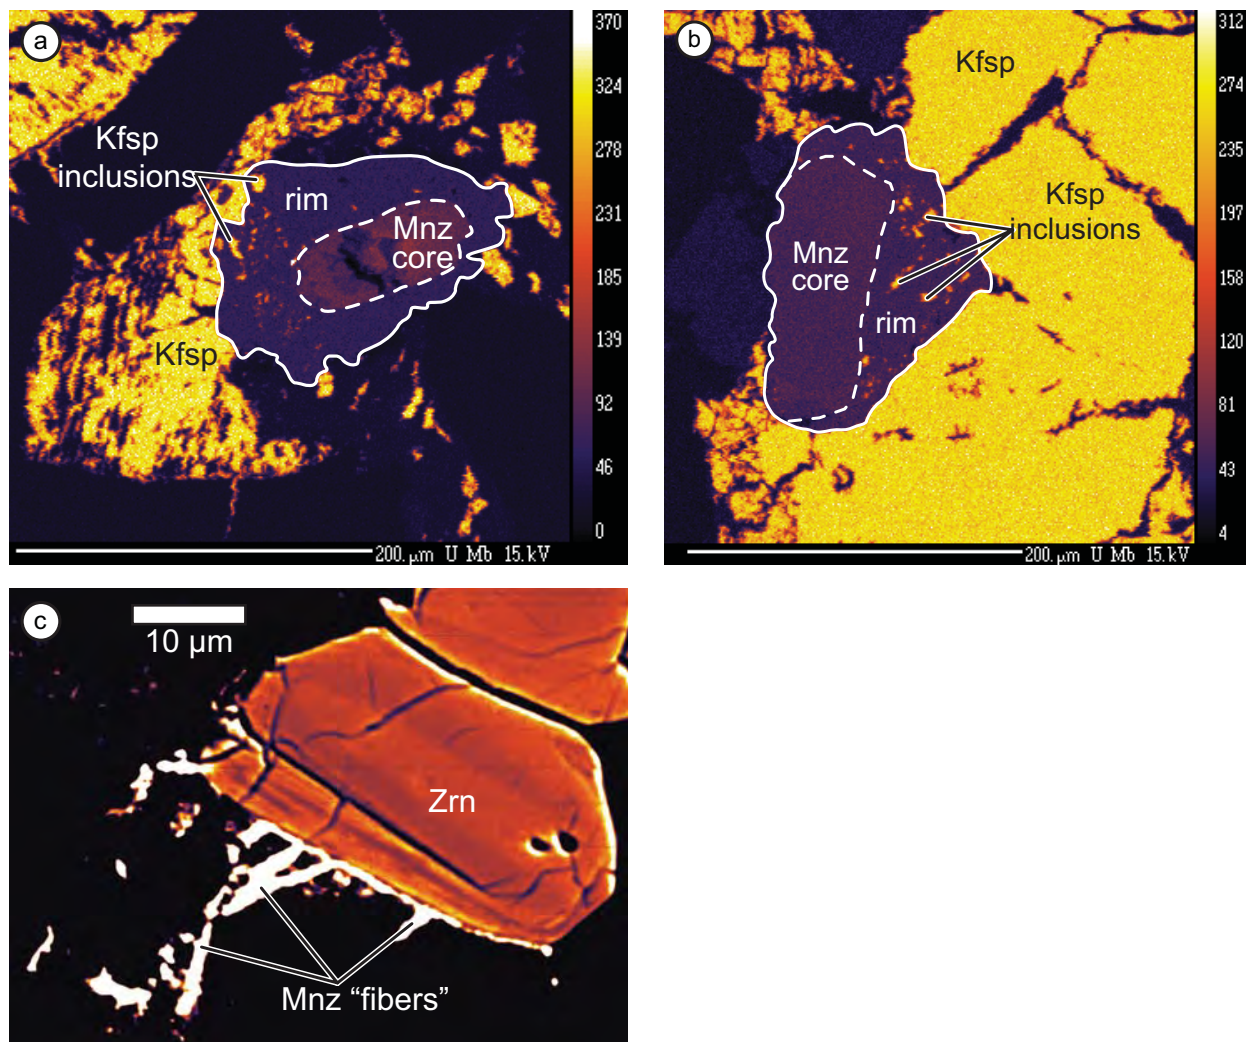 a
Kfsp
inclusions
rim
Mnz
core
Kfsp
370
324
278
231
185
139
92
46
0
200.µm U Mb 15.kV
b
Kfsp
Kfsp
inclusions
Mnz
core
rim
312
274
235
197
158
120
81
43
4
200.µm U Mb 15.kV
c
10 µm
Zrn
Mnz “fibers”